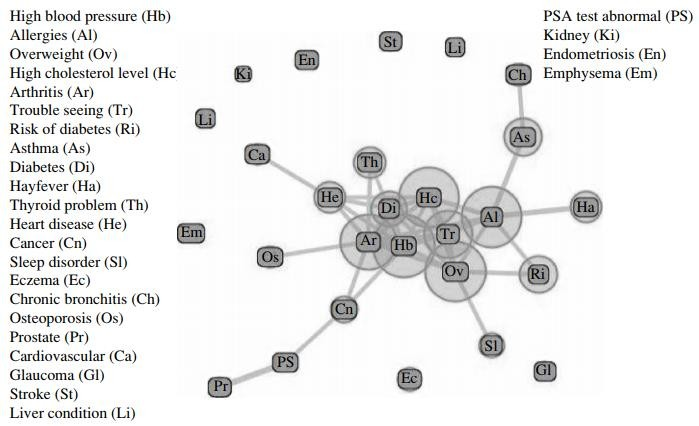 High blood pressure (Hb)
Allergies (Al)
Overweight (Ov)
High cholesterol level (Hc
Arthritis (Ar)
Trouble seeing (Tr)
Risk of diabetes (Ri)
Asthma (As)
Diabetes (Di)
Hayfever (Ha)
Thyroid problem (Th)
Heart disease (He)
Cancer (Cn)
Sleep disorder (Sl)
Eczema (Ec)
Chronic bronchitis (Ch)
Osteoporosis (Os)
Prostate (Pr)
Cardiovascular (Ca)
Glaucoma (Gl)
Stroke (St)
Liver condition (Li)
PSA test abnormal (PS)
Kidney (Ki)
Endometriosis (En)
Emphysema (Em)
St
Li
En
Ki
Ch
Li
As
Ca
Th
He
Hc
Di
Al
Ha
Em
Tr
Ar
Hb
Os
Ov
Ri
Cn
Sl
PS
Gl
Ec
Pr